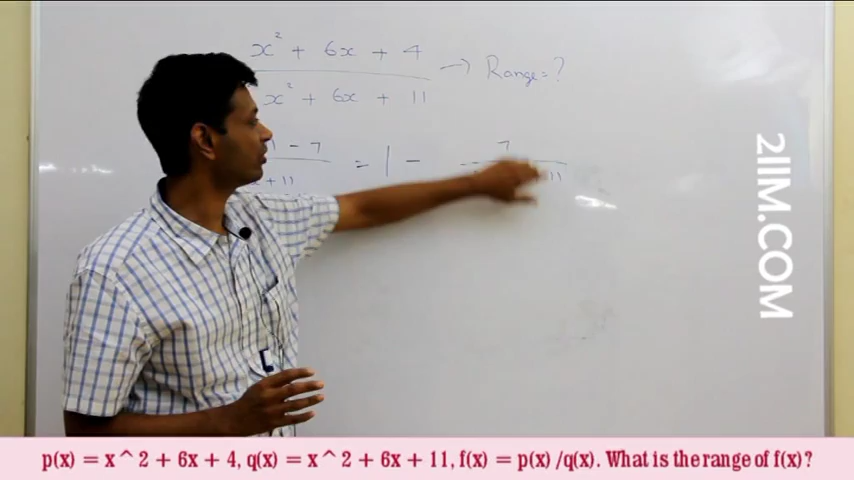 x² + 6x + 4
x² + 6x + 11
→ Range = ?
1 - 7
x + 11
= 1 -
7
11
2IIM.COM
p(x) = x^2 + 6x + 4, q(x) = x^2 + 6x + 11, f(x) = p(x) /q(x). What is the range of f(x)?